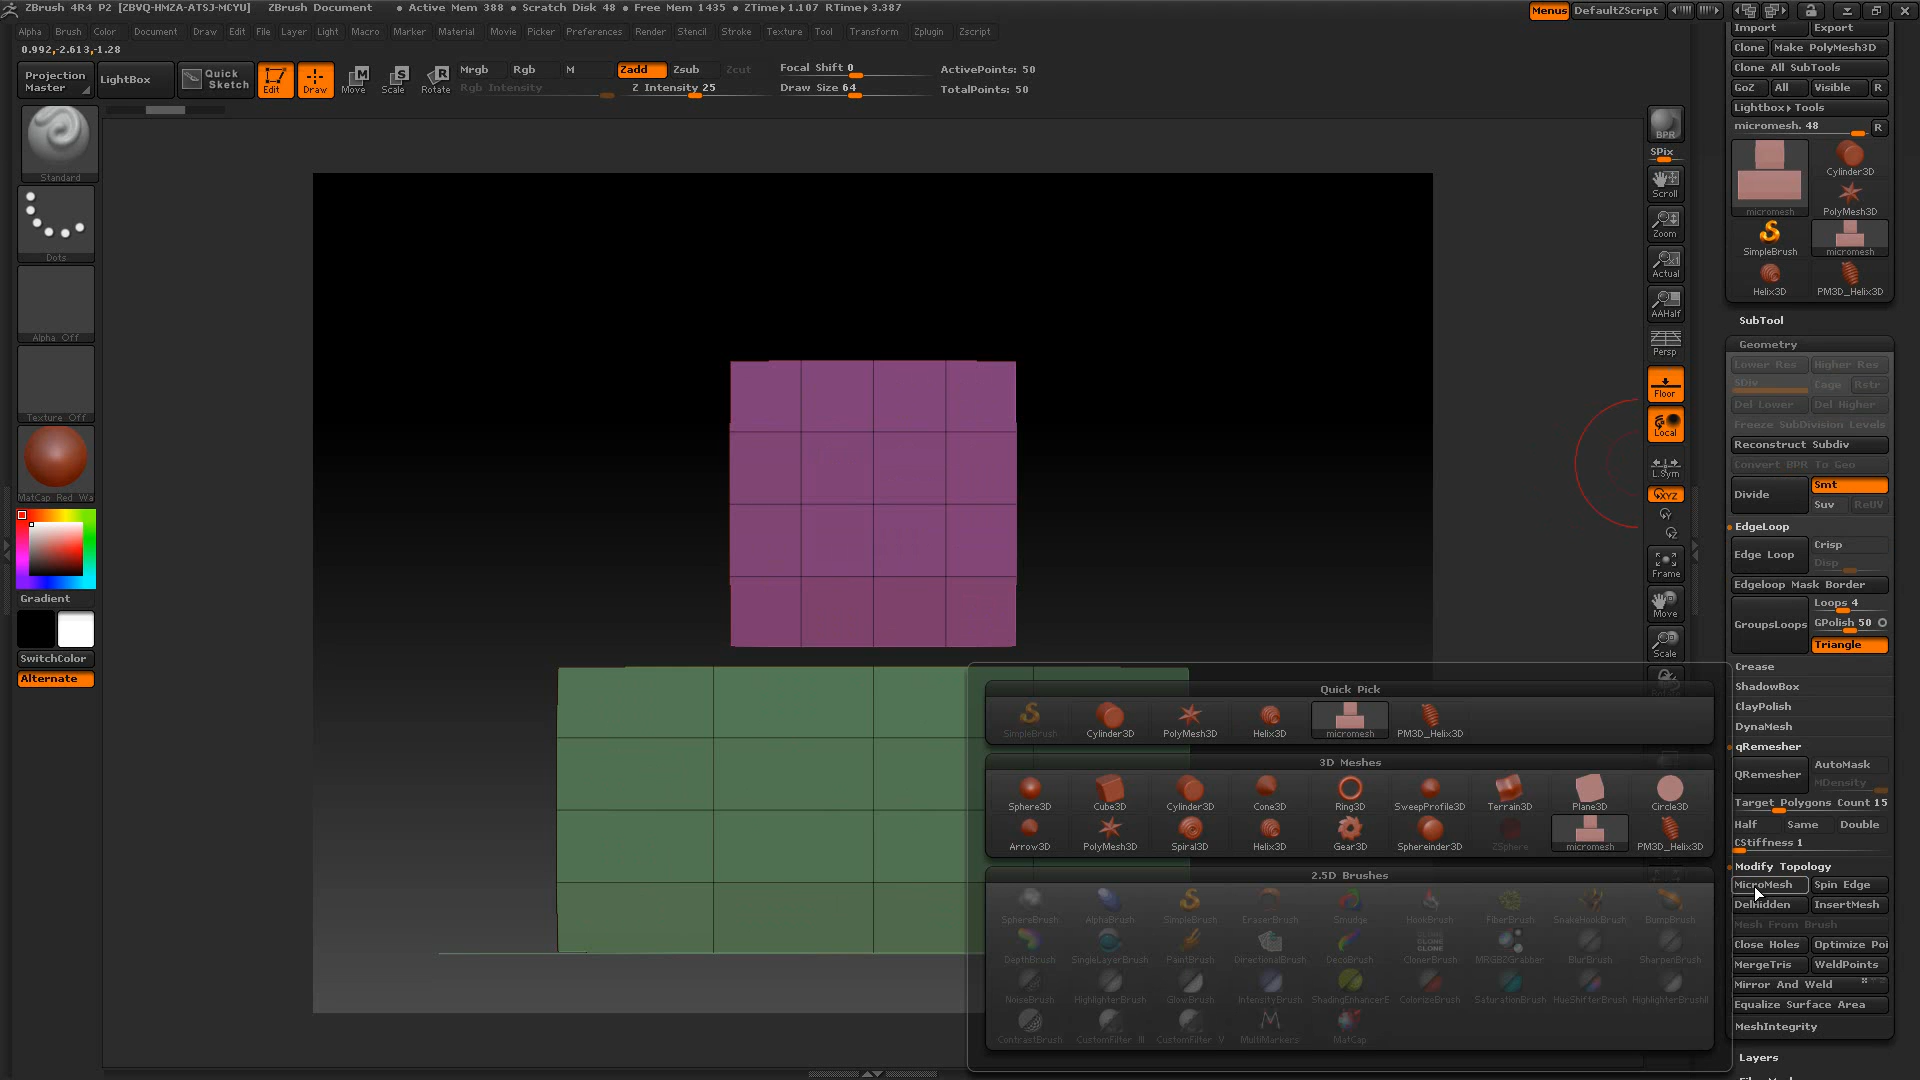 ZBrush 4R4 P2 [ZBVQ-HMZA-ATSJ-MCYU] ZBrush Document • Active Mem 388 • Scratch Disk 48 • Free Mem 1435 • ZTime▸1.107 RTime▸3.387 Menus DefaultZScript
Alpha Brush Color Document Draw Edit File Layer Light Macro Marker Material Movie Picker Preferences Render Stencil Stroke Texture Tool Transform Zplugin Zscript
0.992,-2.613,-1.28
Projection Master
LightBox
Quick Sketch
Edit
Draw
Move
Scale
Rotate
Mrgb Rgb M
Rgb Intensity
Zadd Zsub Zcut
Z Intensity 25
Focal Shift 0
Draw Size 64
ActivePoints: 50
TotalPoints: 50
Standard
Dots
Alpha Off
Texture Off
MatCap Red Wa
Gradient
SwitchColor
Alternate
BPR
SPix
Scroll
Zoom
Actual
AAHalf
Persp
Floor
Local
L.Sym
XYZ
Frame
Move
Scale
Import Export
Clone Make PolyMesh3D
Clone All SubTools
GoZ All Visible R
Lightbox▸Tools
micromesh. 48 R
micromesh
Cylinder3D
PolyMesh3D
SimpleBrush micromesh
Helix3D PM3D_Helix3D
SubTool
Geometry
Lower Res Higher Res
SDiv Cage Rstr
Del Lower Del Higher
Freeze SubDivision Levels
Reconstruct Subdiv
Convert BPR To Geo
Divide Smt
Suv ReUV
EdgeLoop
Edge Loop Crisp
Disp
Edgeloop Mask Border
GroupsLoops Loops 4
GPolish 50
Triangle
Crease
ShadowBox
ClayPolish
DynaMesh
qRemesher
QRemesher AutoMask
MDensity
Target Polygons Count 15
Half Same Double
CStiffness 1
Modify Topology
MicroMesh Spin Edge
DelHidden InsertMesh
Mesh From Brush
Close Holes Optimize Poi
MergeTris WeldPoints
Mirror And Weld
Equalize Surface Area
MeshIntegrity
Layers
Quick Pick
SimpleBrush Cylinder3D PolyMesh3D Helix3D micromesh PM3D_Helix3D
3D Meshes
Sphere3D Cube3D Cylinder3D Cone3D Ring3D SweepProfile3D Terrain3D Plane3D Circle3D
Arrow3D PolyMesh3D Spiral3D Helix3D Gear3D Sphereinder3D ZSphere micromesh PM3D_Helix3D
2.5D Brushes
SphereBrush AlphaBrush SimpleBrush EraserBrush Smudge HookBrush FiberBrush SnakeHookBrush BumpBrush
DepthBrush SingleLayerBrush PaintBrush DirectionalBrush DecoBrush ClonerBrush MRGBZGrabber BlurBrush SharpenBrush
NoiseBrush HighlighterBrush GlowBrush IntensityBrush ShadingEnhancerB ColorizeBrush SaturationBrush HueShifterBrush HighlighterBrushII
ContrastBrush CustomFilter III CustomFilter V MultiMarkers MatCap